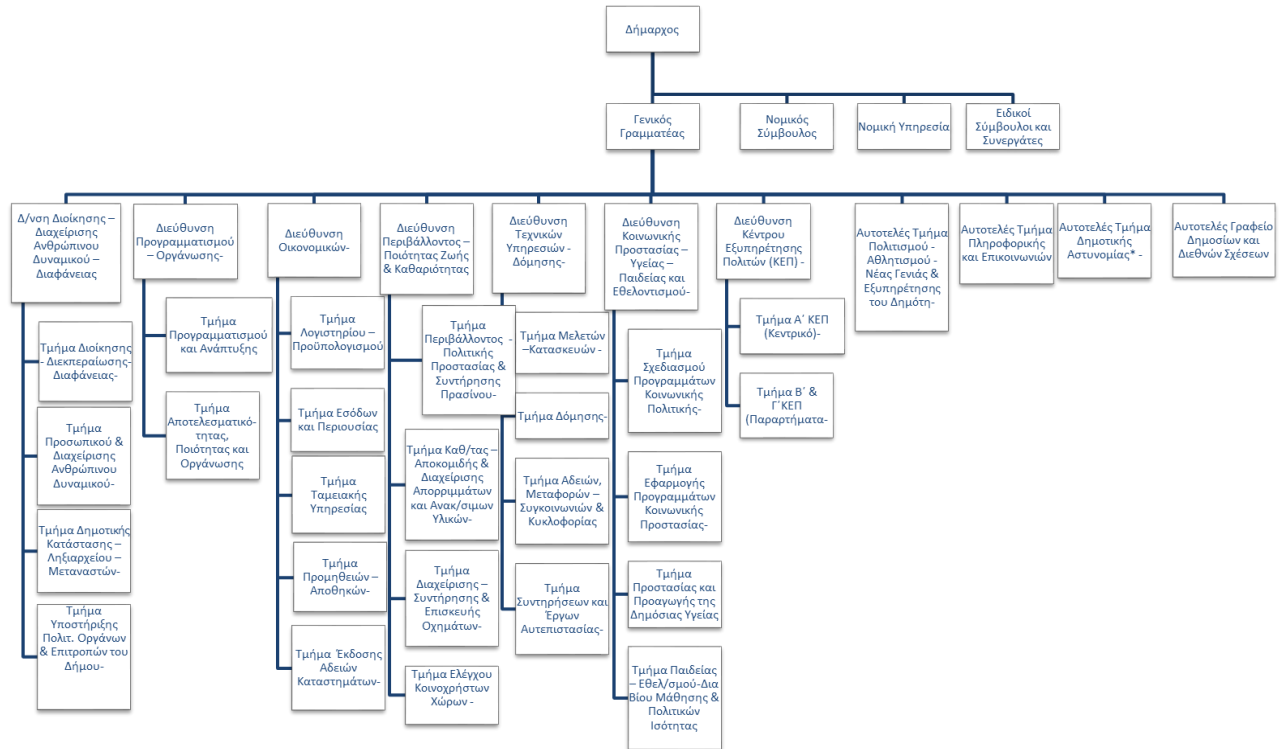 Δήμαρχος
Γενικός
Γραμματέας
Νομικός
Σύμβουλος
Νομική Υπηρεσία
Ειδικοί
Σύμβουλοι και
Συνεργάτες
Δ/νση Διοίκησης –
Διαχείρισης
Ανθρώπινου
Δυναμικού –
Διαφάνειας
Διεύθυνση
Προγραμματισμού
– Οργάνωσης-
Διεύθυνση
Οικονομικών-
Διεύθυνση
Περιβάλλοντος –
Ποιότητας Ζωής
& Καθαριότητας
Διεύθυνση
Τεχνικών
Υπηρεσιών -
Δόμησης-
Διεύθυνση
Κοινωνικής
Προστασίας –
Υγείας –
Παιδείας και
Εθελοντισμού-
Διεύθυνση
Κέντρου
Εξυπηρέτησης
Πολιτών (ΚΕΠ) -
Αυτοτελές Τμήμα
Πολιτισμού -
Αθλητισμού -
Νέας Γενιάς &
Εξυπηρέτησης
του Δημότη-
Αυτοτελές Τμήμα
Πληροφορικής
και Επικοινωνιών
Αυτοτελές Τμήμα
Δημοτικής
Αστυνομίας* -
Αυτοτελές Γραφείο
Δημοσίων και
Διεθνών Σχέσεων
Τμήμα Διοίκησης
- Διεκπεραίωσης-
Διαφάνειας-
Τμήμα
Προσωπικού &
Διαχείρισης
Ανθρώπινου
Δυναμικού-
Τμήμα Δημοτικής
Κατάστασης –
Ληξιαρχείου –
Μεταναστών-
Τμήμα
Υποστήριξης
Πολιτ. Οργάνων
& Επιτροπών του
Δήμου-
Τμήμα
Προγραμματισμού
και Ανάπτυξης
Τμήμα
Αποτελεσματικό-
τητας,
Ποιότητας και
Οργάνωσης
Τμήμα
Λογιστηρίου –
Προϋπολογισμού
Τμήμα Εσόδων
και Περιουσίας
Τμήμα
Ταμειακής
Υπηρεσίας
Τμήμα
Προμηθειών –
Αποθηκών-
Τμήμα Έκδοσης
Αδειών
Καταστημάτων-
Τμήμα
Περιβάλλοντος -
Πολιτικής
Προστασίας &
Συντήρησης
Πρασίνου-
Τμήμα Καθ/τας –
Αποκομιδής &
Διαχείρισης
Απορριμμάτων
και Ανακ/σιμων
Υλικών-
Τμήμα
Διαχείρισης –
Συντήρησης &
Επισκευής
Οχημάτων-
Τμήμα Ελέγχου
Κοινοχρήστων
Χώρων -
Τμήμα Μελετών
–Κατασκευών -
Τμήμα Δόμησης-
Τμήμα Αδειών,
Μεταφορών –
Συγκοινωνιών &
Κυκλοφορίας
Τμήμα
Συντηρήσεων και
Έργων
Αυτεπιστασίας-
Τμήμα
Σχεδιασμού
Προγραμμάτων
Κοινωνικής
Πολιτικής-
Τμήμα
Εφαρμογής
Προγραμμάτων
Κοινωνικής
Προστασίας-
Τμήμα
Προστασίας και
Προαγωγής της
Δημόσιας Υγείας
Τμήμα Παιδείας
– Εθελ/σμού-Δια
Βίου Μάθησης &
Πολιτικών
Ισότητας
Τμήμα Α΄ ΚΕΠ
(Κεντρικό)-
Τμήμα Β΄ &
Γ΄ΚΕΠ
(Παραρτήματα-